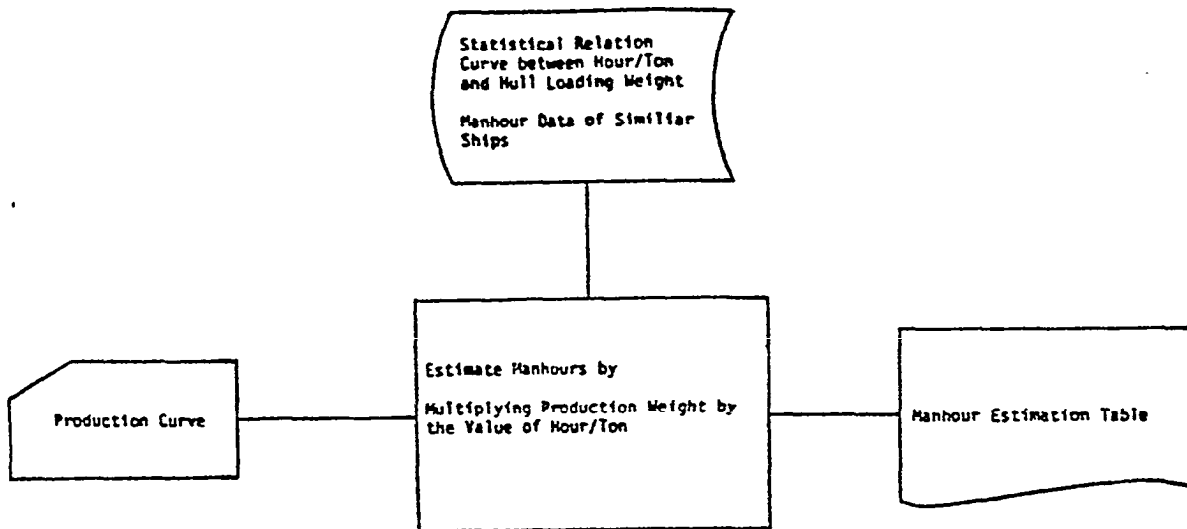 Statistical Relation
Curve between Hour/Ton
and Hull Loading Weight
Manhour Data of Similiar
Ships
Estimate Manhours by
Multiplying Production Weight by
the Value of Hour/Ton
Production Curve
Manhour Estimation Table